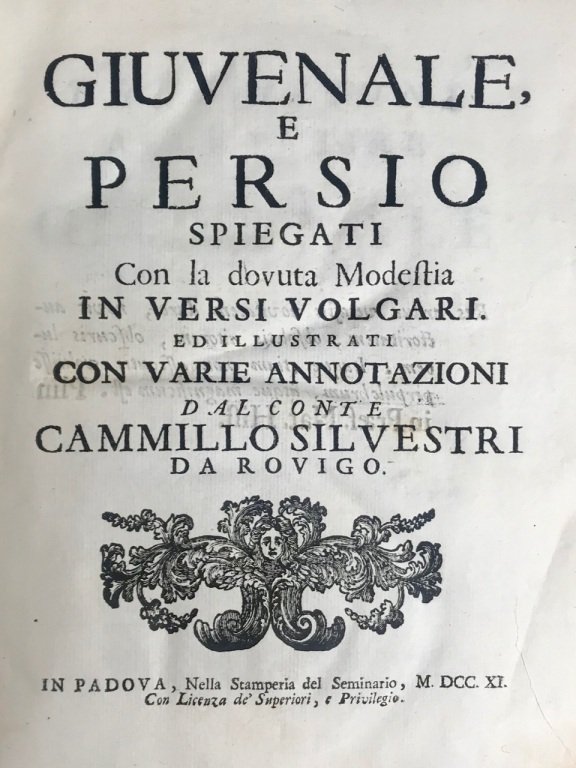 GIUVENALE,
E
PERSIO
SPIEGATI
Con la dovuta Modeſtia
IN VERSI VOLGARI.
ED ILLUSTRATI
CON VARIE ANNOTAZIONI
DAL CONTE
CAMMILLO SILVESTRI
DA ROVIGO.
IN PADOVA, Nella Stamperia del Seminario, M. DCC. XI.
Con Licenza de' Superiori, e Privilegio.